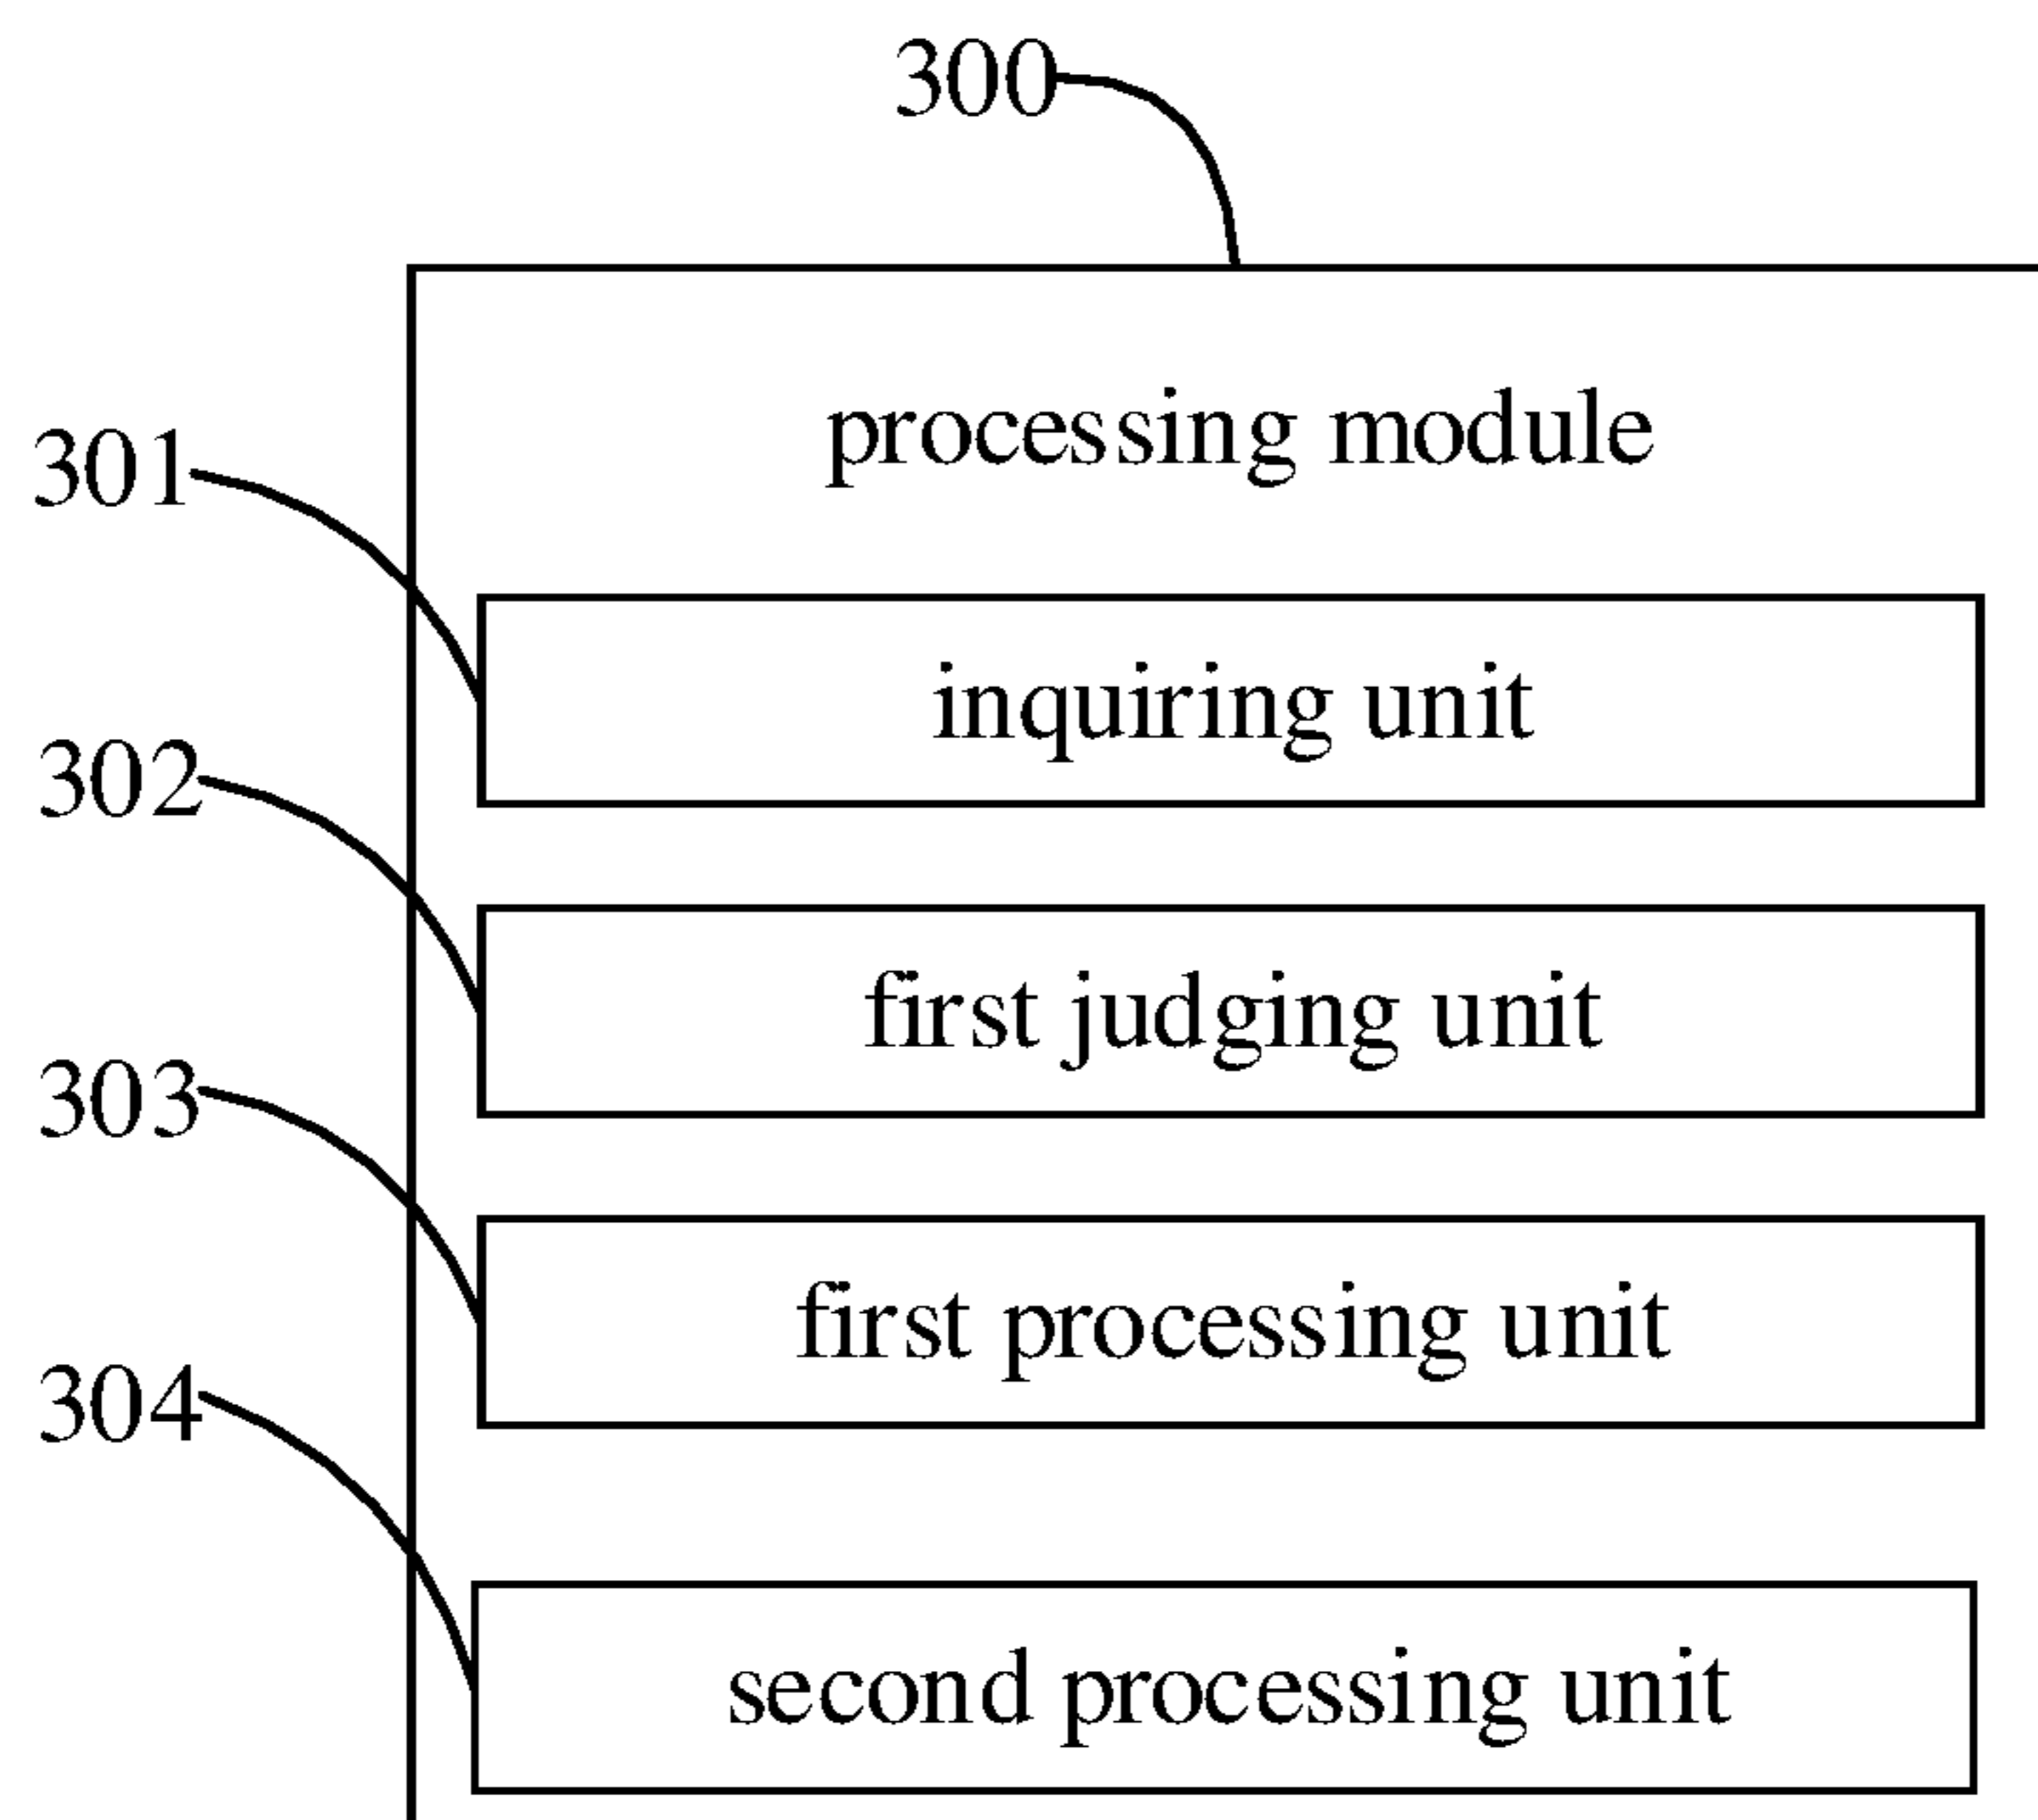 300
processing module
301
inquiring unit
302
first judging unit
303
first processing unit
304
second processing unit